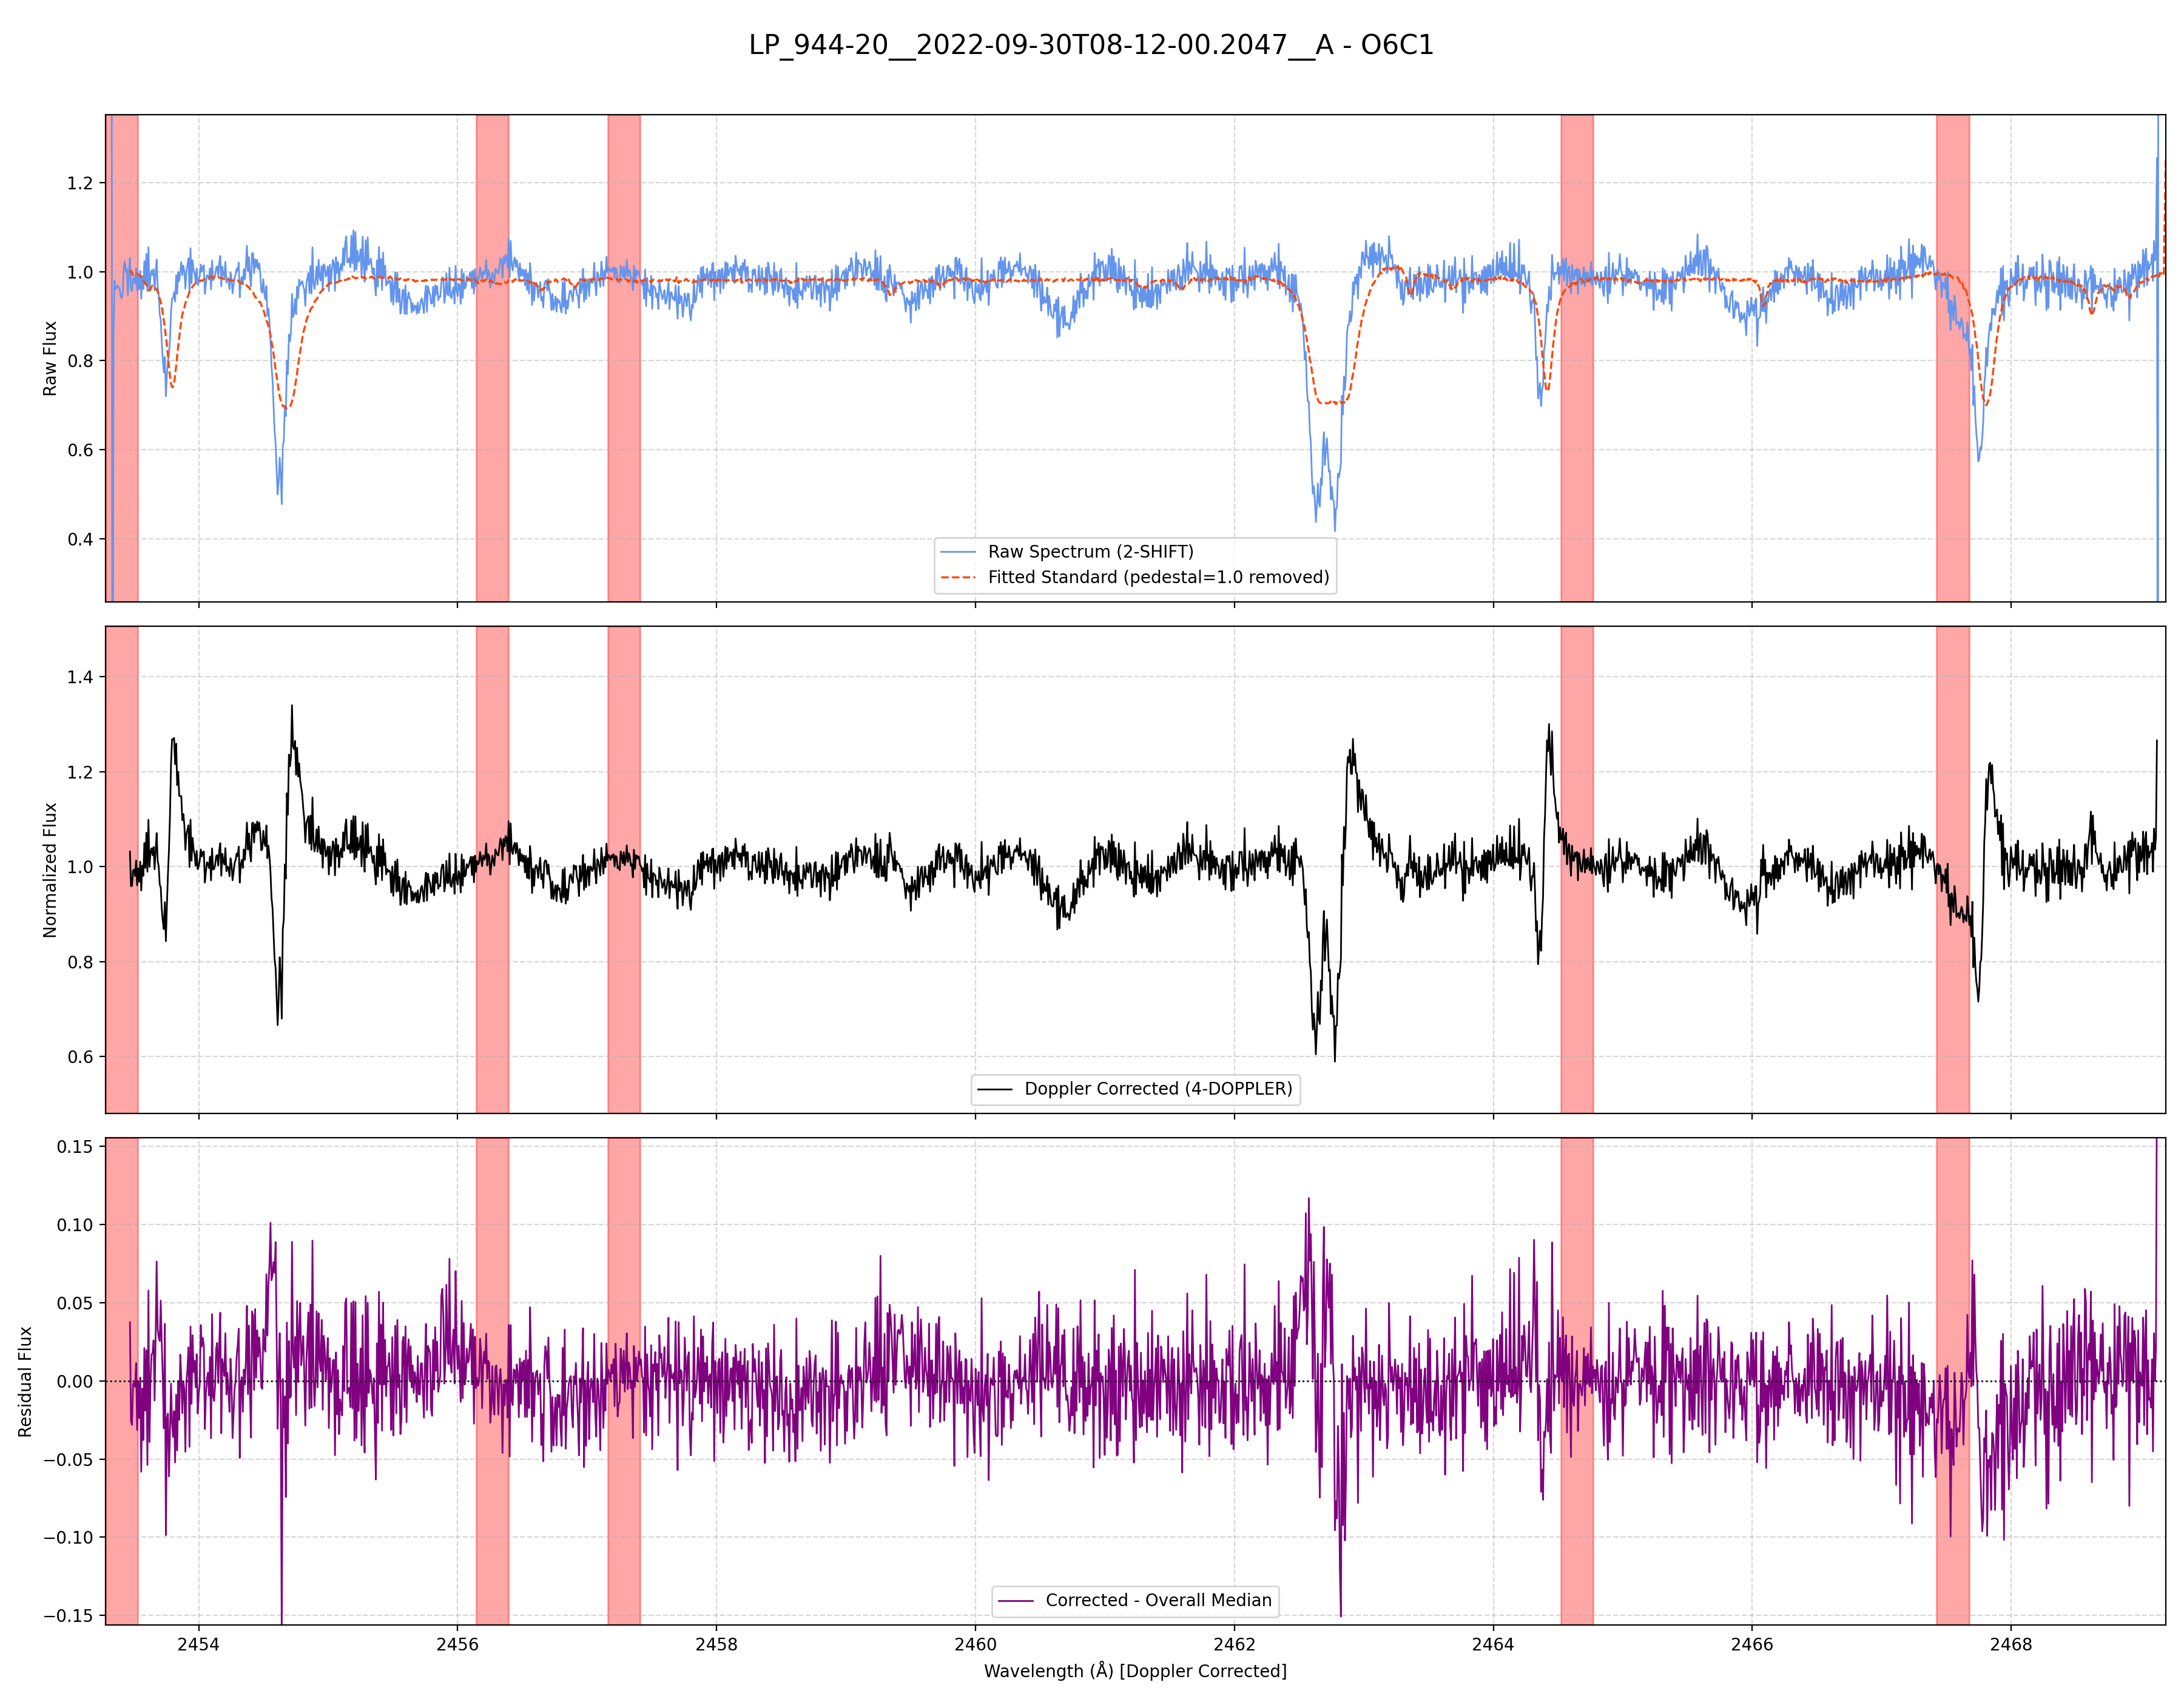 LP_944-20__2022-09-30T08-12-00.2047__A - O6C1
1.2
1.0
0.8
0.6
0.4
Raw Flux
Raw Spectrum (2-SHIFT)
Fitted Standard (pedestal=1.0 removed)
1.4
1.2
1.0
0.8
0.6
Normalized Flux
Doppler Corrected (4-DOPPLER)
0.15
0.10
0.05
0.00
−0.05
−0.10
−0.15
Residual Flux
Corrected - Overall Median
2454 2456 2458 2460 2462 2464 2466 2468
Wavelength (Å) [Doppler Corrected]